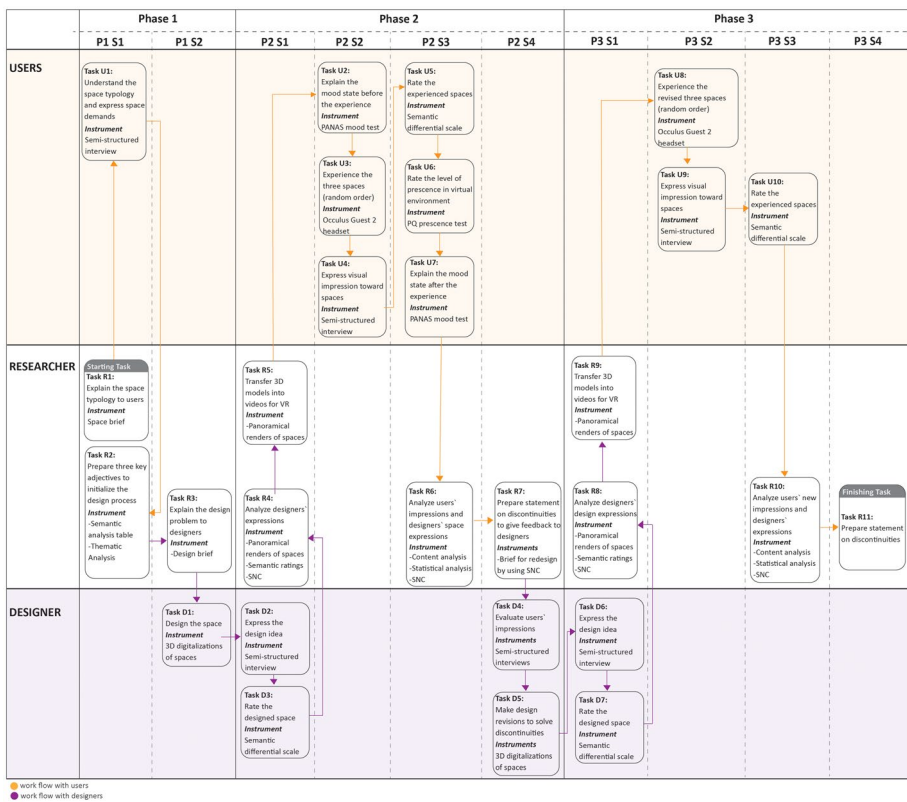 Phase 1
Phase 2
Phase 3
P1 S1
P1 S2
P2 S1
P2 S2
P2 S3
P2 S4
P3 S1
P3 S2
P3 S3
P3 S4
USERS
Task U1:
Understand the
space typology
and express space
demands
Instrument
Semi-structured
interview
Task U2:
Explain the
mood state before
the experience
Instrument
PANAS mood test
Task U3:
Experience the
three spaces
(random order)
Instrument
Occulus Guest 2
headset
Task U4:
Express visual
impression toward
spaces
Instrument
Semi-structured
interview
Task U5:
Rate the
experienced spaces
Instrument
Semantic
differential scale
Task U6:
Rate the level of
prescence in virtual
environment
Instrument
PQ prescence test
Task U7:
Explain the mood
state after the
experience
Instrument
PANAS mood test
Task U8:
Experience the
revised three spaces
(random order)
Instrument
Occulus Guest 2
headset
Task U9:
Express visual
impression toward
spaces
Instrument
Semi-structured
interview
Task U10:
Rate the
experienced spaces
Instrument
Semantic
differential scale
RESEARCHER
Starting Task
Task R1:
Explain the space
typology to users
Instrument
Space brief
Task R2:
Prepare three key
adjectives to
initialize the
design process
Instrument
-Semantic
analysis table
-Thematic
Analysis
Task R3:
Explain the design
problem to
designers
Instrument
-Design brief
Task R5:
Transfer 3D
models into
videos for VR
Instrument
-Panoramical
renders of spaces
Task R4:
Analyze designers`
expressions
Instrument
-Panoramical
renders of spaces
-Semantic ratings
-SNC
Task R6:
Analyze users`
impressions and
designers` space
expressions
Instrument
-Content analysis
-Statistical analysis
-SNC
Task R7:
Prepare statement
on discontinuities
to give feedback to
designers
Instruments
-Brief for redesign
by using SNC
Task R9:
Transfer 3D
models into
videos for VR
Instrument
-Panoramical
renders of spaces
Task R8:
Analyze designers`
design expressions
Instrument
-Panoramical
renders of spaces
-Semantic ratings
-SNC
Task R10:
Analyze users` new
impressions and
designers`
expressions
Instrument
-Content analysis
-Statistical analysis
-SNC
Finishing Task
Task R11:
Prepare statement
on discontinuities
DESIGNER
Task D1:
Design the space
Instrument
3D digitalizations
of spaces
Task D2:
Express the
design idea
Instrument
Semi-structured
interview
Task D3:
Rate the
designed space
Instrument
Semantic
differential scale
Task D4:
Evaluate users`
impressions
Instruments
Semi-structured
interviews
Task D5:
Make design
revisions to solve
discontinuities
Instruments
3D digitalizations
of spaces
Task D6:
Express the
design idea
Instrument
Semi-structured
interview
Task D7:
Rate the
designed space
Instrument
Semantic
differential scale
work flow with users
work flow with designers